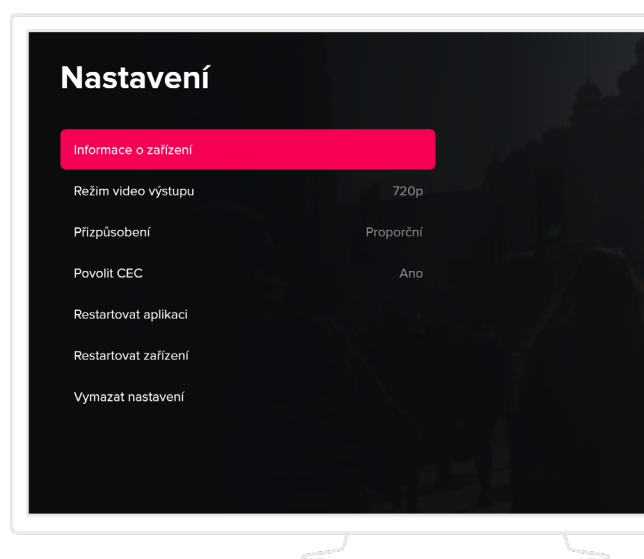 Nastavení
Informace o zařízení
Režim video výstupu 720p
Přizpůsobení Proporční
Povolit CEC Ano
Restartovat aplikaci
Restartovat zařízení
Vymazat nastavení